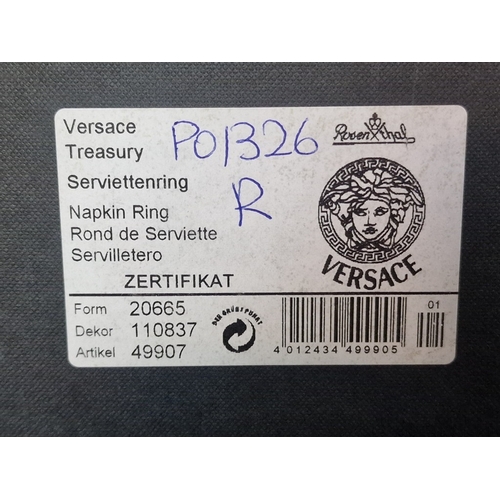 Versace
Treasury
PO1326
R
Serviettenring
Napkin Ring
Rond de Serviette
Servilletero
ZERTIFIKAT
Rosenthal
VERSACE
Form 20665
Dekor 110837
Artikel 49907
DER GRÜNE PUNKT
4 012434 499905
01